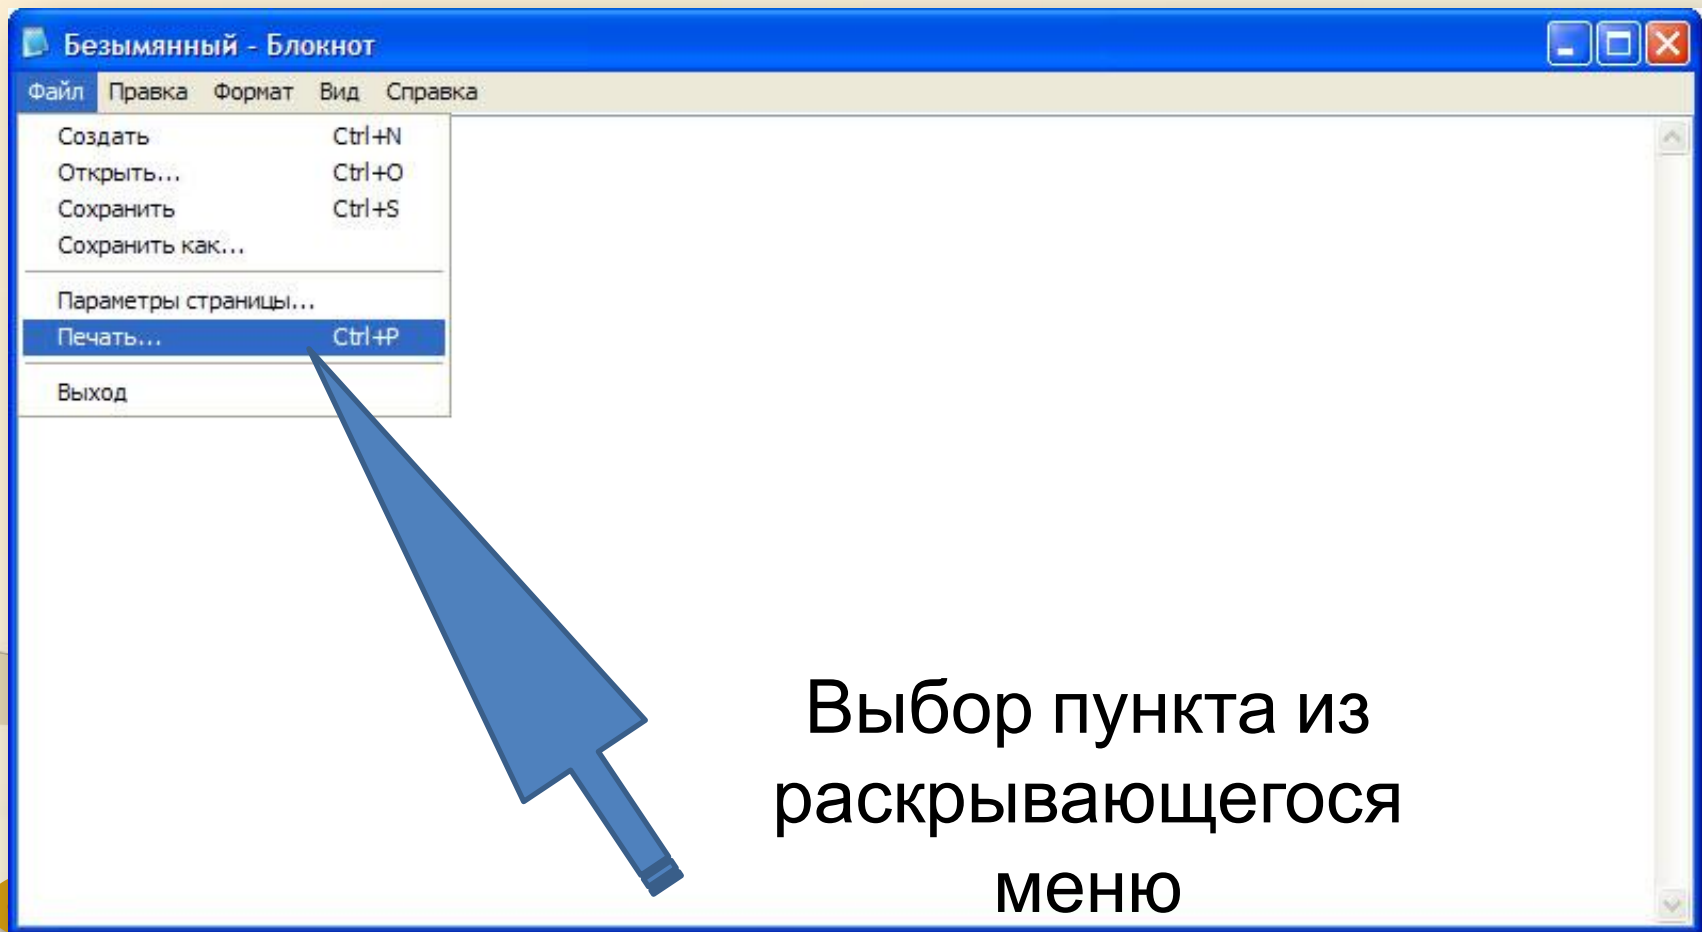 Безымянный - Блокнот
Файл Правка Формат Вид Справка
Создать Ctrl+N
Открыть... Ctrl+O
Сохранить Ctrl+S
Сохранить как...
Параметры страницы...
Печать... Ctrl+P
Выход
Выбор пункта из
раскрывающегося
меню